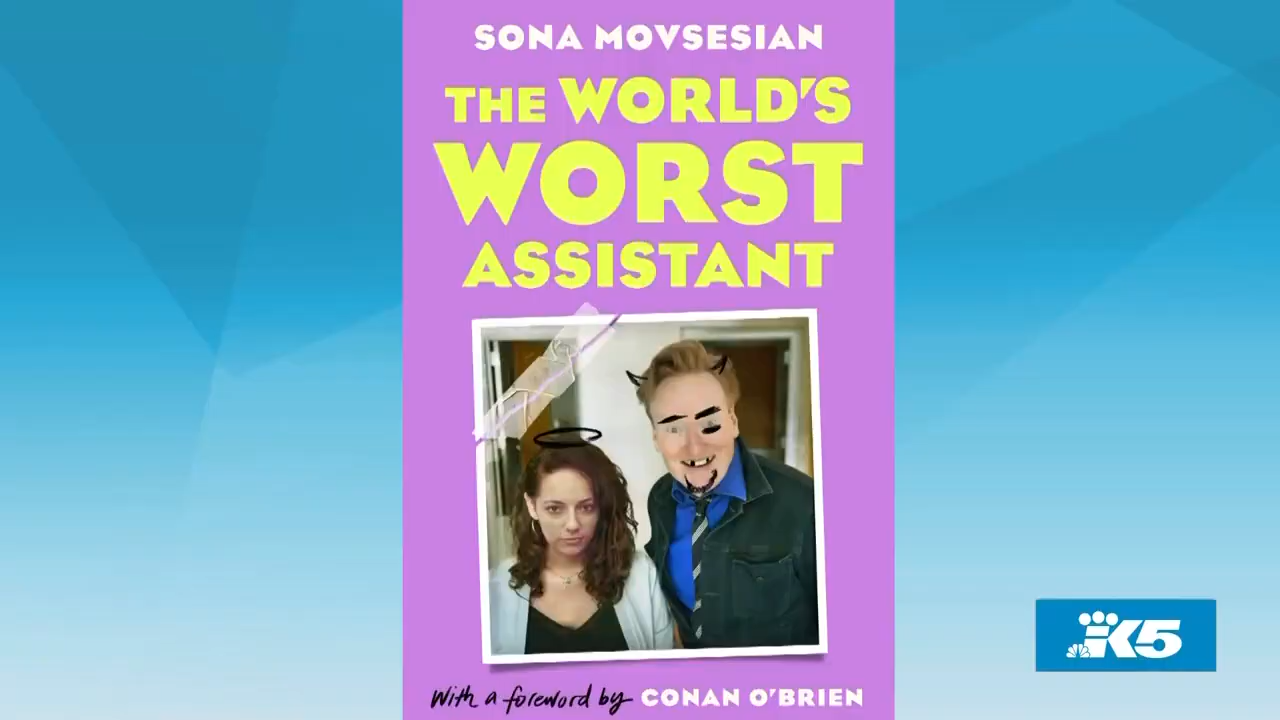 SONA MOVSESIAN
THE WORLD'S
WORST
ASSISTANT
With a foreword by CONAN O'BRIEN
K5